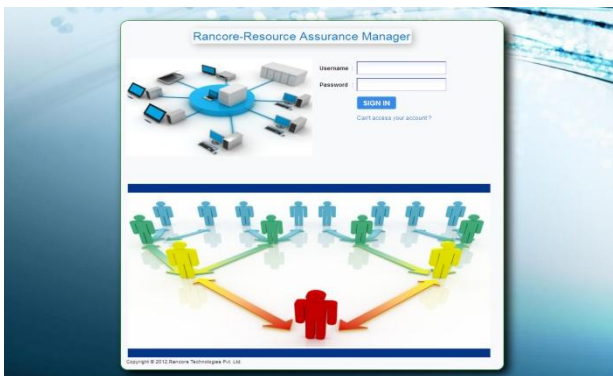 Rancore-Resource Assurance Manager
Username :
Password :
SIGN IN
Can't access your account ?
Copyright © 2012,Rancore Technologies Pvt. Ltd.